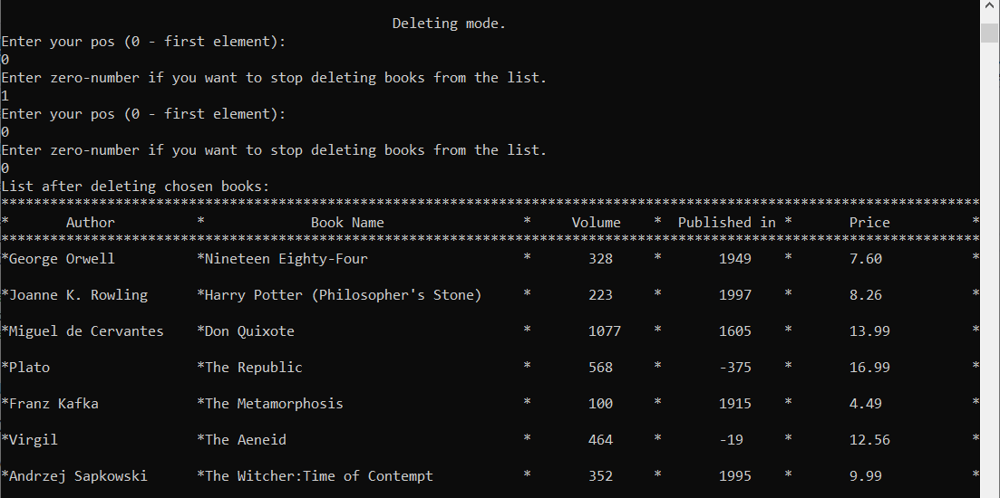 Deleting mode.
Enter your pos (0 - first element):
0
Enter zero-number if you want to stop deleting books from the list.
1
Enter your pos (0 - first element):
0
Enter zero-number if you want to stop deleting books from the list.
0
List after deleting chosen books:
************************************************************************************************************************
*       Author          *             Book Name                 *     Volume    *  Published in *       Price          *
************************************************************************************************************************
*George Orwell          *Nineteen Eighty-Four                   *       328     *       1949    *       7.60           *
*Joanne K. Rowling      *Harry Potter (Philosopher's Stone)     *       223     *       1997    *       8.26           *
*Miguel de Cervantes    *Don Quixote                            *       1077    *       1605    *       13.99          *
*Plato                  *The Republic                           *       568     *       -375    *       16.99          *
*Franz Kafka            *The Metamorphosis                      *       100     *       1915    *       4.49           *
*Virgil                 *The Aeneid                             *       464     *       -19     *       12.56          *
*Andrzej Sapkowski      *The Witcher:Time of Contempt           *       352     *       1995    *       9.99           *